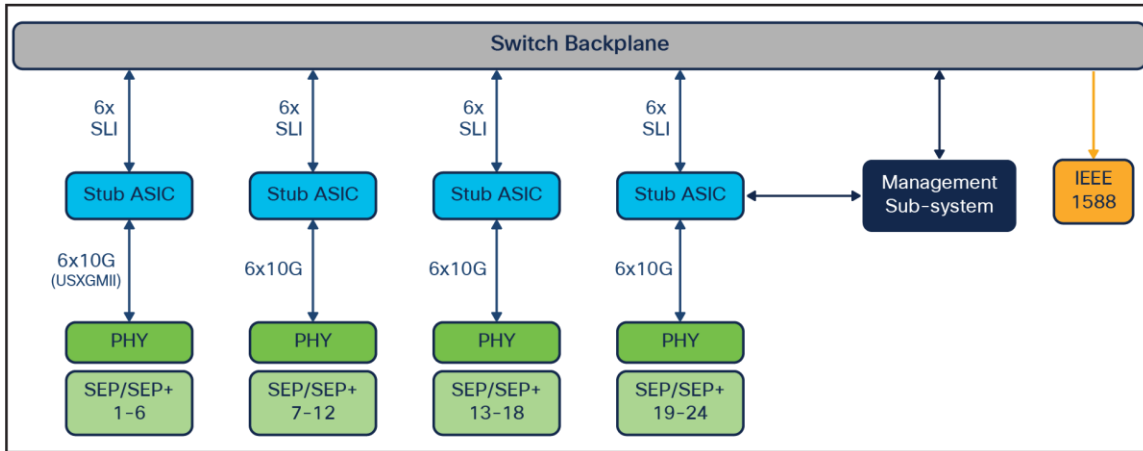 Switch Backplane
6x
SLI
6x
SLI
6x
SLI
6x
SLI
Stub ASIC
Stub ASIC
Stub ASIC
Stub ASIC
Management
Sub-system
IEEE
1588
6x10G
(USXGMII)
6x10G
6x10G
6x10G
PHY
PHY
PHY
PHY
SEP/SEP+
1-6
SEP/SEP+
7-12
SEP/SEP+
13-18
SEP/SEP+
19-24